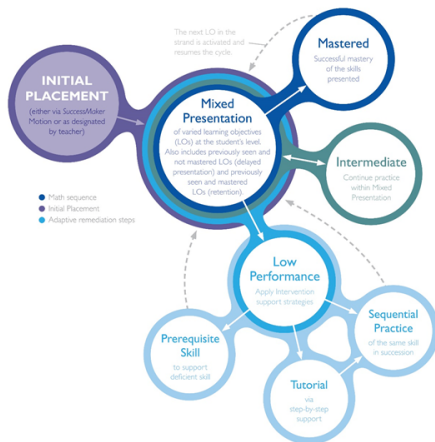 The next LO in the
strand is activated and
resumes the cycle.
Mastered
Successful mastery
of the skills
presented
INITIAL
PLACEMENT
(either via SuccessMaker
Motion or as designated
by teacher)
Mixed
Presentation
of varied learning objectives
(LOs) at the student's level.
Also includes previously seen and
not mastered LOs (delayed
presentation) and previously
seen and mastered
LOs (retention).
Intermediate
Continue practice
within Mixed
Presentation
Math sequence
Initial Placement
Adaptive remediation steps
Low
Performance
Apply Intervention
support strategies
Prerequisite
Skill
to support
deficient skill
Sequential
Practice
of the same skill
in succession
Tutorial
via
step-by-step
support